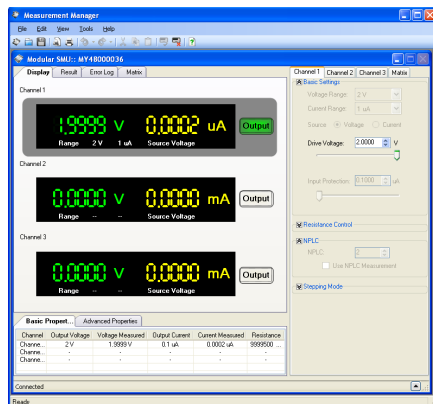 Measurement Manager
File Edit View Tools Help
Modular SMU:: MY48000036
Display Result Error Log Matrix
Channel 1
1.9999 V 0.0002 uA Output
Range 2 V 1 uA Source Voltage
Channel 2
0.0000 V 0.0000 mA Output
Range -- -- Source Voltage
Channel 3
0.0000 V 0.0000 mA Output
Range -- -- Source Voltage
Channel 1 Channel 2 Channel 3 Matrix
Basic Settings
Voltage Range: 2 V
Current Range: 1 uA
Source Voltage Current
Drive Voltage: 2.0000 V
Input Protection: 0.1000 uA
Resistance Control
NPLC
NPLC: 2
Use NPLC Measurement
Stepping Mode
Basic Propert... Advanced Properties
Channel Output Voltage Voltage Measured Output Current Current Measured Resistance
Channe... 2 V 1.9999 V 0.1 uA 0.0002 uA 9999500 ...
Channe... - - - - -
Channe... - - - - -
Connected
Ready